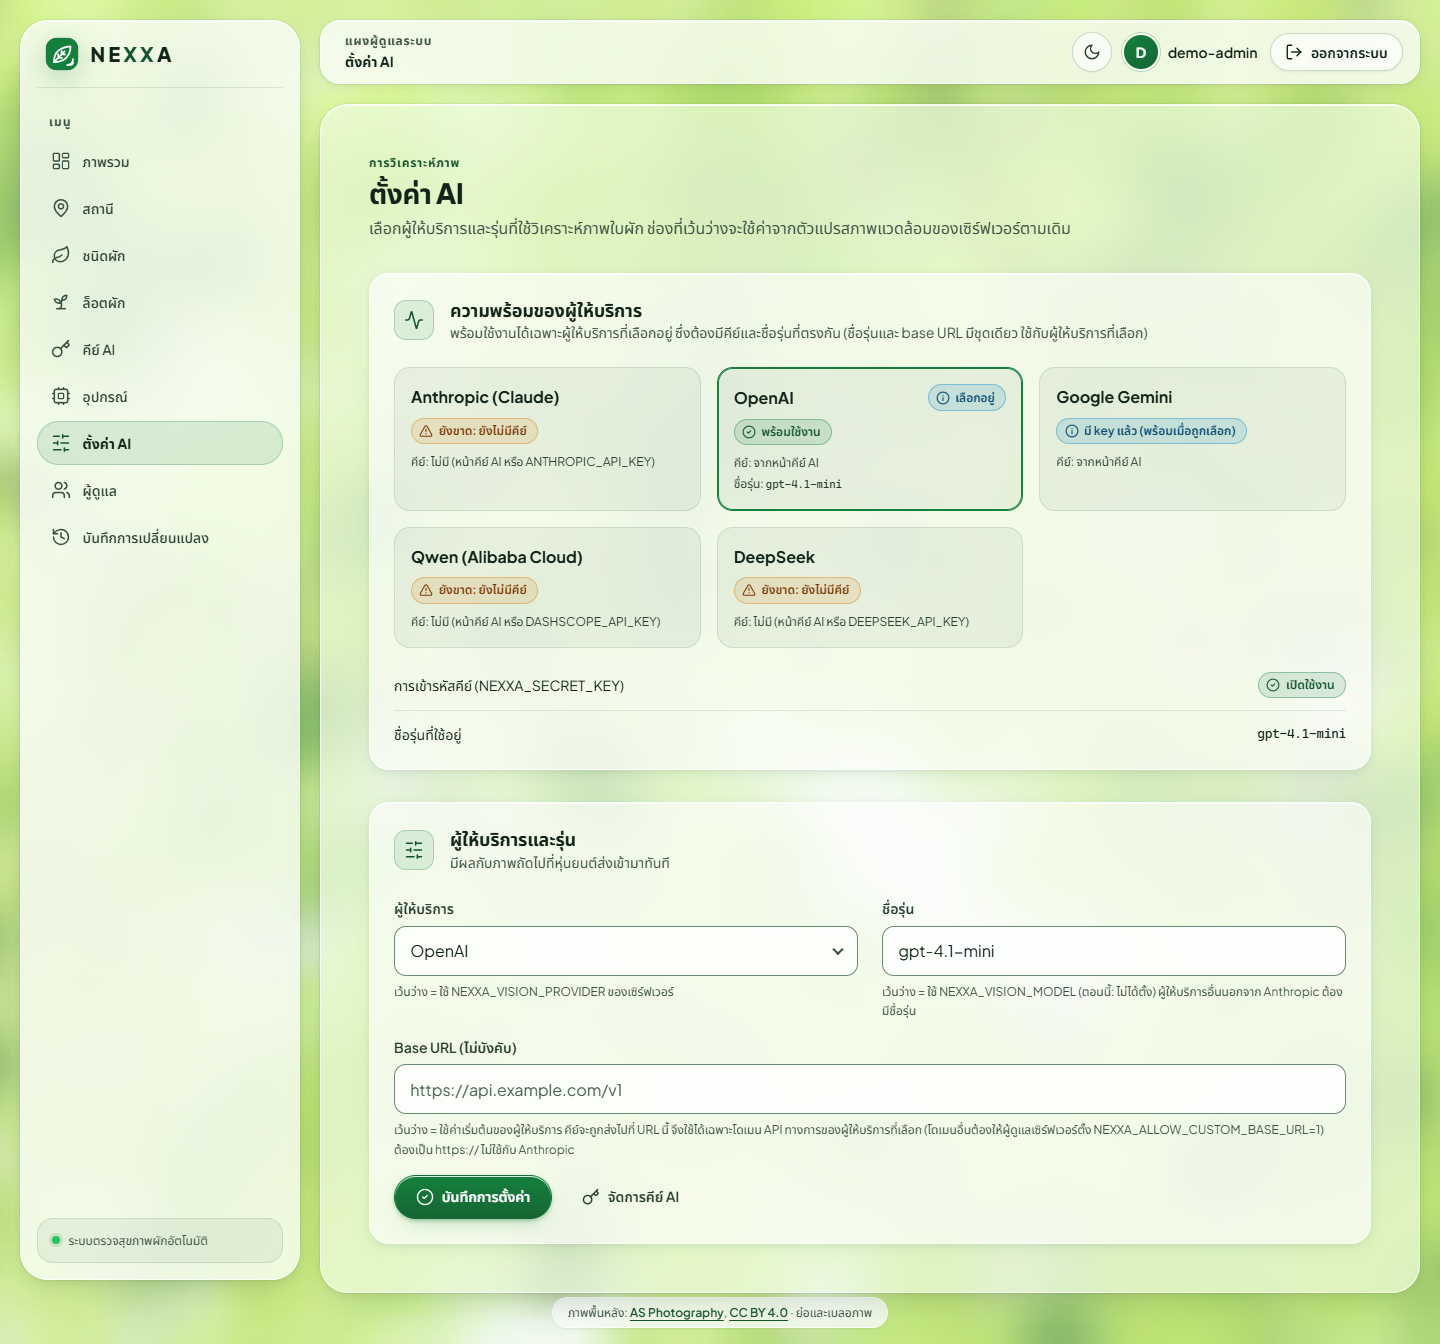 NEXXA
เมนู
ภาพรวม
สถานี
ชนิดผัก
ล็อตผัก
คีย์ AI
อุปกรณ์
ตั้งค่า AI
ผู้ดูแล
บันทึกการเปลี่ยนแปลง
ระบบตรวจสุขภาพผักอัตโนมัติ
แผงผู้ดูแลระบบ
ตั้งค่า AI
D demo-admin ออกจากระบบ
การวิเคราะห์ภาพ
ตั้งค่า AI
เลือกผู้ให้บริการและรุ่นที่ใช้วิเคราะห์ภาพใบผัก ช่องที่เว้นว่างจะใช้ค่าจากตัวแปรสภาพแวดล้อมของเซิร์ฟเวอร์ตามเดิม
ความพร้อมของผู้ให้บริการ
พร้อมใช้งานได้เฉพาะผู้ให้บริการที่เลือกอยู่ ซึ่งต้องมีคีย์และชื่อรุ่นที่ตรงกัน (ชื่อรุ่นและ base URL มีชุดเดียว ใช้กับผู้ให้บริการที่เลือก)
Anthropic (Claude)
ยังขาด: ยังไม่มีคีย์
คีย์: ไม่มี (หน้าคีย์ AI หรือ ANTHROPIC_API_KEY)
OpenAI เลือกอยู่
พร้อมใช้งาน
คีย์: จากหน้าคีย์ AI
ชื่อรุ่น: gpt-4.1-mini
Google Gemini
มี key แล้ว (พร้อมเมื่อถูกเลือก)
คีย์: จากหน้าคีย์ AI
Qwen (Alibaba Cloud)
ยังขาด: ยังไม่มีคีย์
คีย์: ไม่มี (หน้าคีย์ AI หรือ DASHSCOPE_API_KEY)
DeepSeek
ยังขาด: ยังไม่มีคีย์
คีย์: ไม่มี (หน้าคีย์ AI หรือ DEEPSEEK_API_KEY)
การเข้ารหัสคีย์ (NEXXA_SECRET_KEY) เปิดใช้งาน
ชื่อรุ่นที่ใช้อยู่ gpt-4.1-mini
ผู้ให้บริการและรุ่น
มีผลกับภาพถัดไปที่หุ่นยนต์ส่งเข้ามาทันที
ผู้ให้บริการ
OpenAI
เว้นว่าง = ใช้ NEXXA_VISION_PROVIDER ของเซิร์ฟเวอร์
ชื่อรุ่น
gpt-4.1-mini
เว้นว่าง = ใช้ NEXXA_VISION_MODEL (ตอนนี้: ไม่ได้ตั้ง) ผู้ให้บริการอื่นนอกจาก Anthropic ต้อง
มีชื่อรุ่น
Base URL (ไม่บังคับ)
https://api.example.com/v1
เว้นว่าง = ใช้ค่าเริ่มต้นของผู้ให้บริการ คีย์จะถูกส่งไปที่ URL นี้ จึงใช้ได้เฉพาะโดเมน API ทางการของผู้ให้บริการที่เลือก (โดเมนอื่นต้องให้ผู้ดูแลเซิร์ฟเวอร์ตั้ง NEXXA_ALLOW_CUSTOM_BASE_URL=1)
ต้องเป็น https:// ไม่ใช้กับ Anthropic
บันทึกการตั้งค่า จัดการคีย์ AI
ภาพพื้นหลัง: AS Photography, CC BY 4.0 · ย่อและเบลอภาพ